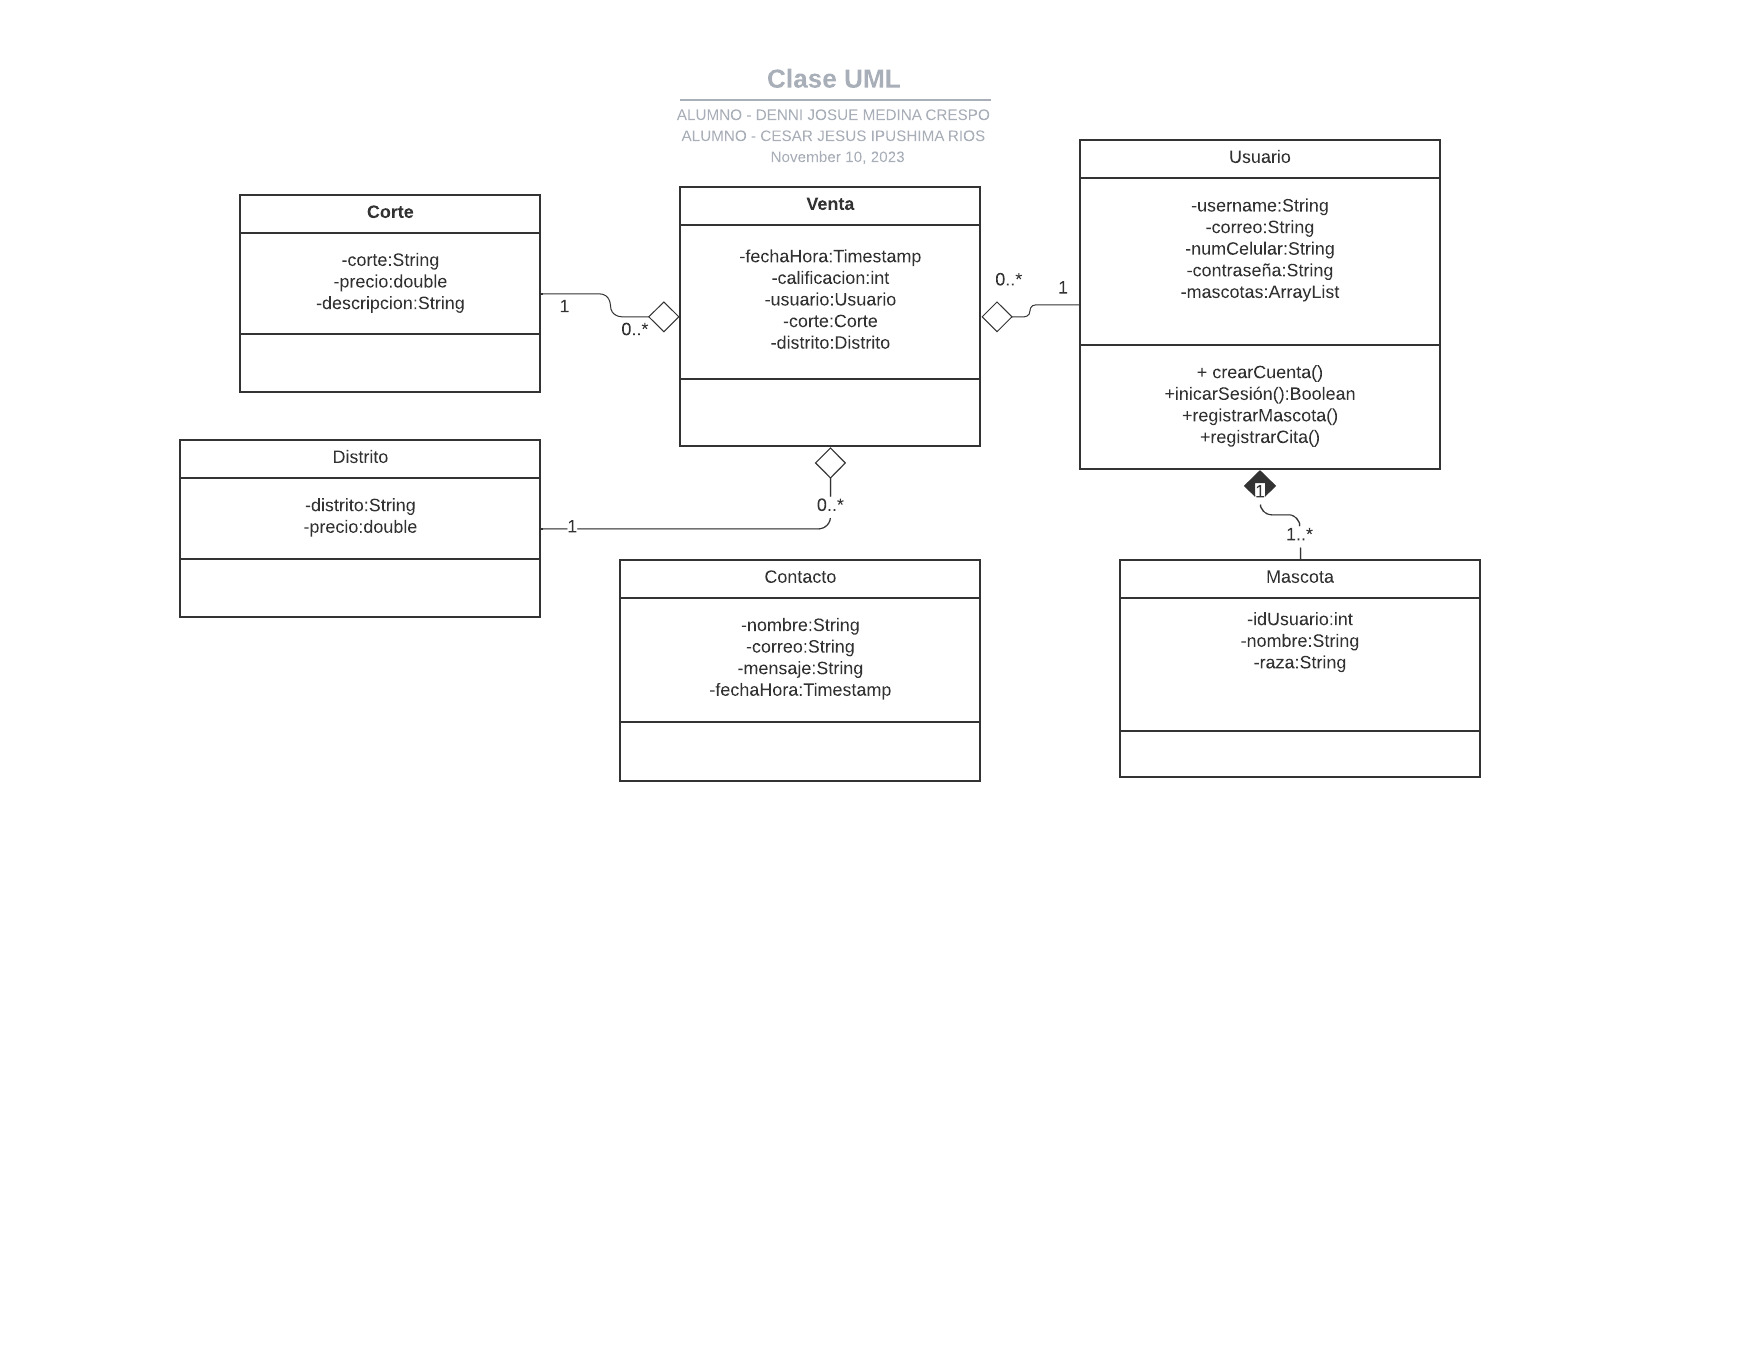 Clase UML
ALUMNO - DENNI JOSUE MEDINA CRESPO
ALUMNO - CESAR JESUS IPUSHIMA RIOS
November 10, 2023
Corte
-corte:String
-precio:double
-descripcion:String
1
0..*
Venta
-fechaHora:Timestamp
-calificacion:int
-usuario:Usuario
-corte:Corte
-distrito:Distrito
0..*
1
Usuario
-username:String
-correo:String
-numCelular:String
-contraseña:String
-mascotas:ArrayList
+ crearCuenta()
+inicarSesión():Boolean
+registrarMascota()
+registrarCita()
Distrito
-distrito:String
-precio:double
1
0..*
1
1..*
Contacto
-nombre:String
-correo:String
-mensaje:String
-fechaHora:Timestamp
Mascota
-idUsuario:int
-nombre:String
-raza:String